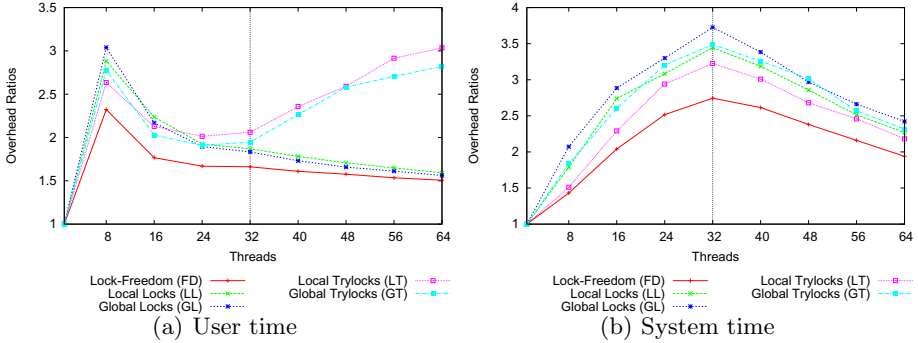 Overhead Ratios
3.5
3
2.5
2
1.5
1
8 16 24 32 40 48 56 64
Threads
Lock-Freedom (FD)
Local Locks (LL)
Global Locks (GL)
Local Trylocks (LT)
Global Trylocks (GT)
(a) User time
Overhead Ratios
4
3.5
3
2.5
2
1.5
1
8 16 24 32 40 48 56 64
Threads
Lock-Freedom (FD)
Local Locks (LL)
Global Locks (GL)
Local Trylocks (LT)
Global Trylocks (GT)
(b) System time